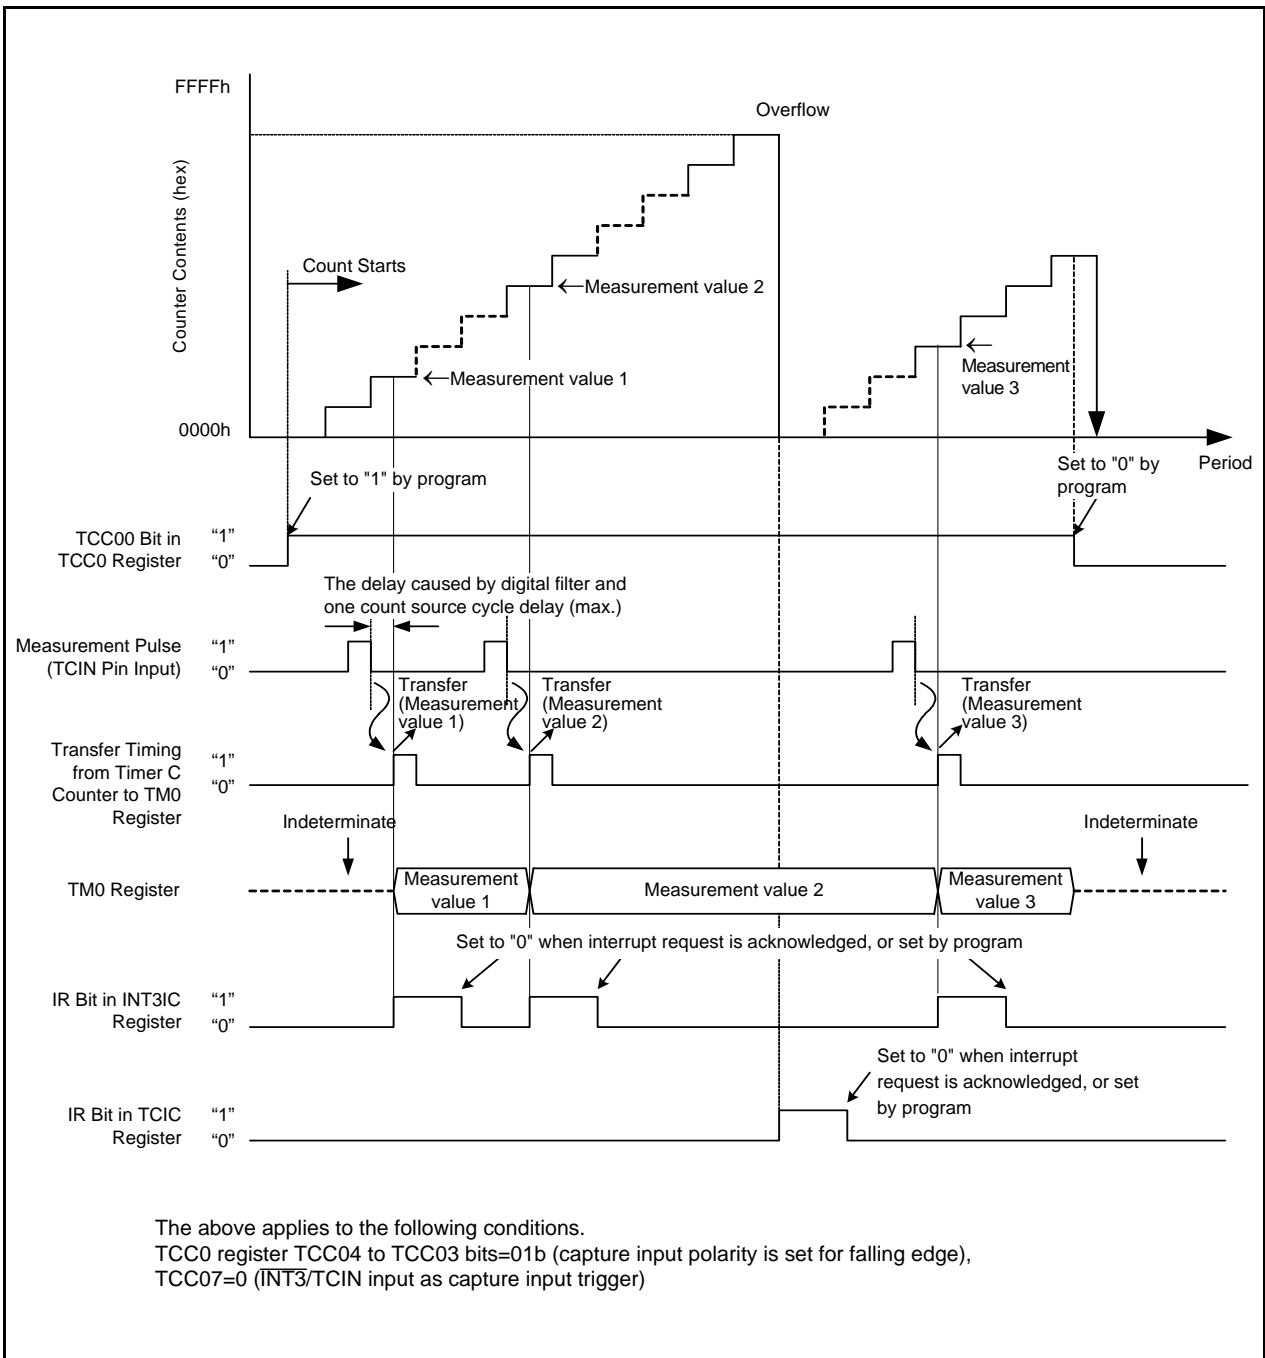 FFFFh
Overflow
Counter Contents (hex)
Count Starts
Measurement value 2
Measurement value 1
Measurement
value 3
0000h
Period
Set to "1" by program
Set to "0" by
program
TCC00 Bit in
TCC0 Register
“1”
“0”
The delay caused by digital filter and
one count source cycle delay (max.)
Measurement Pulse
(TCIN Pin Input)
“1”
“0”
Transfer
(Measurement
value 1)
Transfer
(Measurement
value 2)
Transfer
(Measurement
value 3)
Transfer Timing
from Timer C
Counter to TM0
Register
“1”
“0”
Indeterminate
Indeterminate
TM0 Register
Measurement
value 1
Measurement value 2
Measurement
value 3
Set to "0" when interrupt request is acknowledged, or set by program
IR Bit in INT3IC
Register
“1”
“0”
Set to "0" when interrupt
request is acknowledged, or set
by program
IR Bit in TCIC
Register
“1”
“0”
The above applies to the following conditions.
TCC0 register TCC04 to TCC03 bits=01b (capture input polarity is set for falling edge),
TCC07=0 (INT3/TCIN input as capture input trigger)